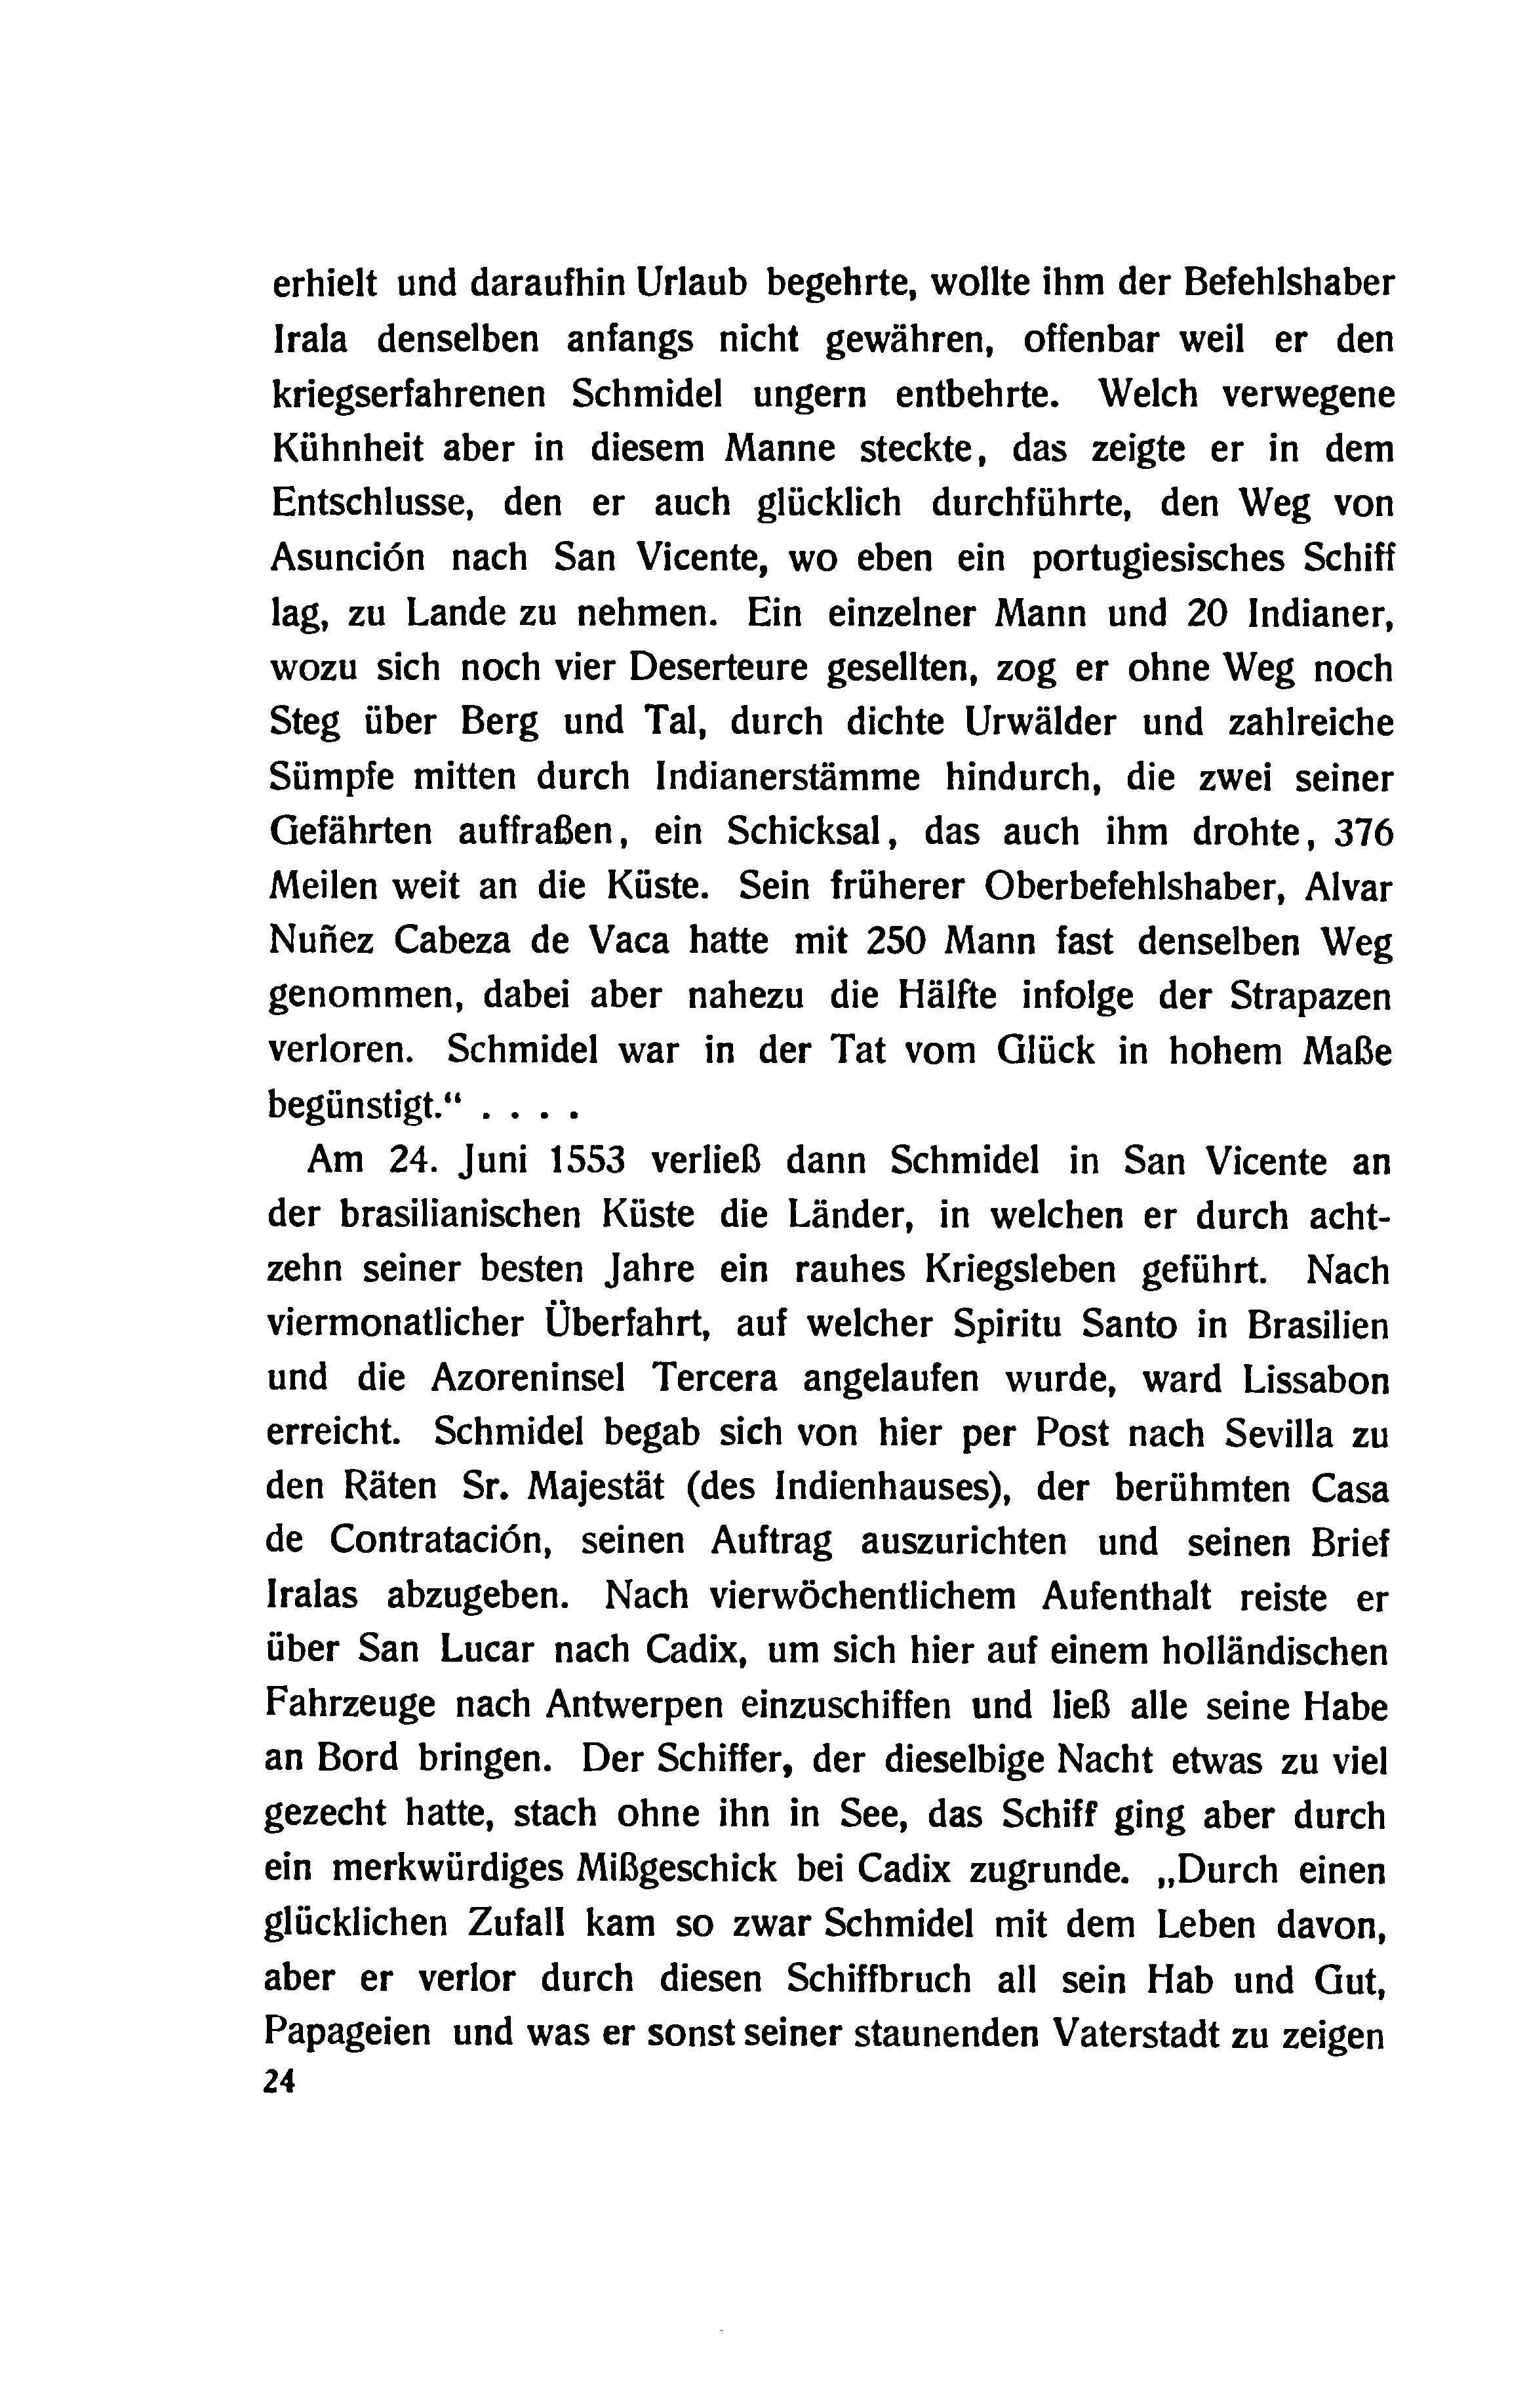 erhielt und daraufhin Urlaub begehrte, wollte ihm der Befehlshaber
Irala denselben anfangs nicht gewähren, offenbar weil er den
kriegserfahrenen Schmidel ungern entbehrte. Welch verwegene
Kühnheit aber in diesem Manne steckte, das zeigte er in dem
Entschlusse, den er auch glücklich durchführte, den Weg von
Asunción nach San Vicente, wo eben ein portugiesisches Schiff
lag, zu Lande zu nehmen. Ein einzelner Mann und 20 Indianer,
wozu sich noch vier Deserteure gesellten, zog er ohne Weg noch
Steg über Berg und Tal, durch dichte Urwälder und zahlreiche
Sümpfe mitten durch Indianerstämme hindurch, die zwei seiner
Gefährten auffraßen, ein Schicksal, das auch ihm drohte, 376
Meilen weit an die Küste. Sein früherer Oberbefehlshaber, Alvar
Nuñez Cabeza de Vaca hatte mit 250 Mann fast denselben Weg
genommen, dabei aber nahezu die Hälfte infolge der Strapazen
verloren. Schmidel war in der Tat vom Glück in hohem Maße
begünstigt.“ . . . .
Am 24. Juni 1553 verließ dann Schmidel in San Vicente an
der brasilianischen Küste die Länder, in welchen er durch acht-
zehn seiner besten Jahre ein rauhes Kriegsleben geführt. Nach
viermonatlicher Überfahrt, auf welcher Spiritu Santo in Brasilien
und die Azoreninsel Tercera angelaufen wurde, ward Lissabon
erreicht. Schmidel begab sich von hier per Post nach Sevilla zu
den Räten Sr. Majestät (des Indienhauses), der berühmten Casa
de Contratación, seinen Auftrag auszurichten und seinen Brief
Iralas abzugeben. Nach vierwöchentlichem Aufenthalt reiste er
über San Lucar nach Cadix, um sich hier auf einem holländischen
Fahrzeuge nach Antwerpen einzuschiffen und ließ alle seine Habe
an Bord bringen. Der Schiffer, der dieselbige Nacht etwas zu viel
gezecht hatte, stach ohne ihn in See, das Schiff ging aber durch
ein merkwürdiges Mißgeschick bei Cadix zugrunde. „Durch einen
glücklichen Zufall kam so zwar Schmidel mit dem Leben davon,
aber er verlor durch diesen Schiffbruch all sein Hab und Gut,
Papageien und was er sonst seiner staunenden Vaterstadt zu zeigen
24